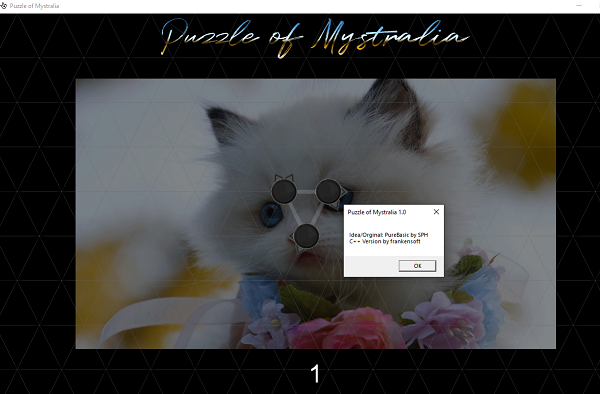 Puzzle of Mystralia
Puzzle of Mystralia
Puzzle of Mystralia 1.0
Idea/Orginal: PureBasic by SPH
C++ Version by frankensoft
OK
1